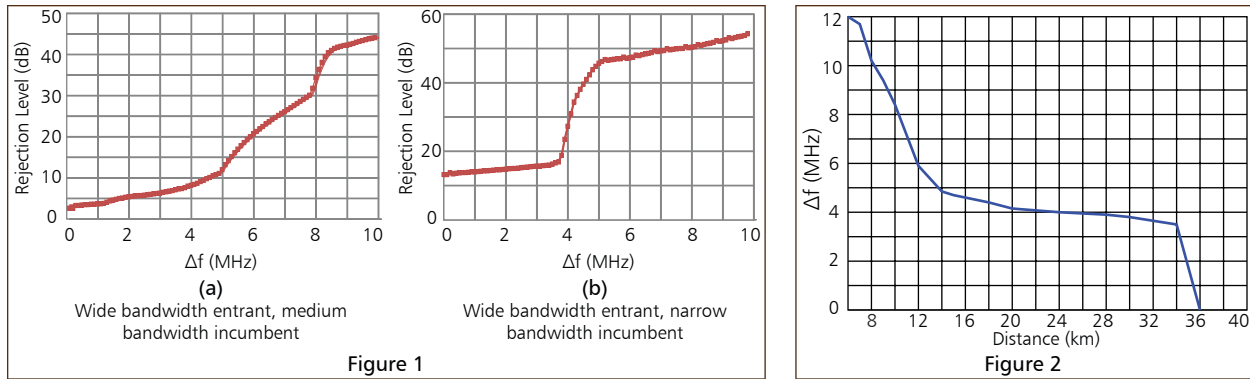 Rejection Level (dB)
50
40
30
20
10
0
0 2 4 6 8 10
Δf (MHz)
(a)
Wide bandwidth entrant, medium
bandwidth incumbent
Rejection Level (dB)
60
40
20
0
0 2 4 6 8 10
Δf (MHz)
(b)
Wide bandwidth entrant, narrow
bandwidth incumbent
Figure 1
Δf (MHz)
12
10
8
6
4
2
0
8 12 16 20 24 28 32 36 40
Distance (km)
Figure 2